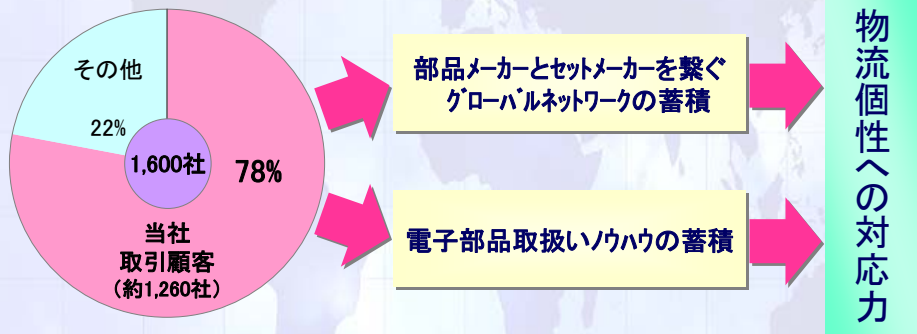 その他
22%
1,600社
78%
当社
取引顧客
（約1,260社）
部品ﾒｰｶｰとｾｯﾄﾒｰｶｰを繋ぐ
ｸﾞﾛｰﾊﾞﾙﾈｯﾄﾜｰｸの蓄積
電子部品取扱いﾉｳﾊｳの蓄積
物流個性への対応力